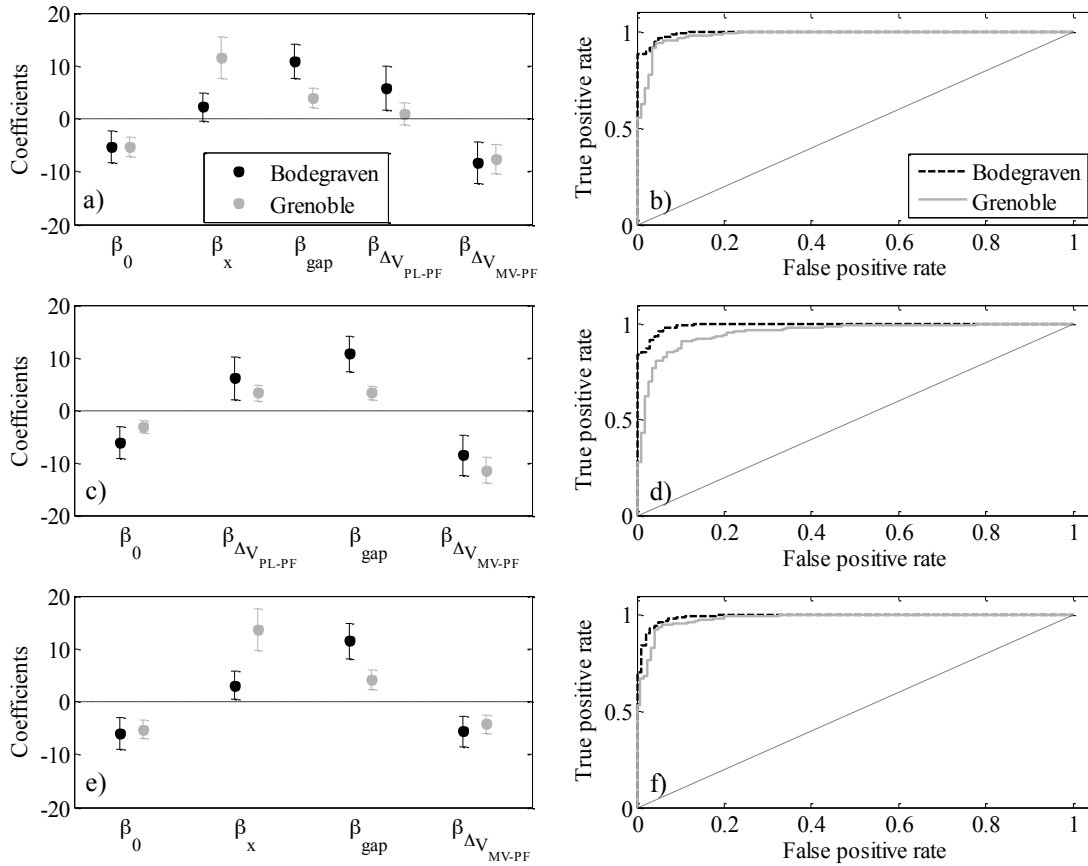 20
10
0
-10
-20
Coefficients
a)
Bodegraven
Grenoble
β0
βx
βgap
βΔVPL-PF
βΔVMV-PF
1
0.5
0
True positive rate
b)
Bodegraven
Grenoble
0 0.2 0.4 0.6 0.8 1
False positive rate
20
10
0
-10
-20
Coefficients
c)
β0
βΔVPL-PF
βgap
βΔVMV-PF
1
0.5
0
True positive rate
d)
0 0.2 0.4 0.6 0.8 1
False positive rate
20
10
0
-10
-20
Coefficients
e)
β0
βx
βgap
βΔVMV-PF
1
0.5
0
True positive rate
f)
0 0.2 0.4 0.6 0.8 1
False positive rate